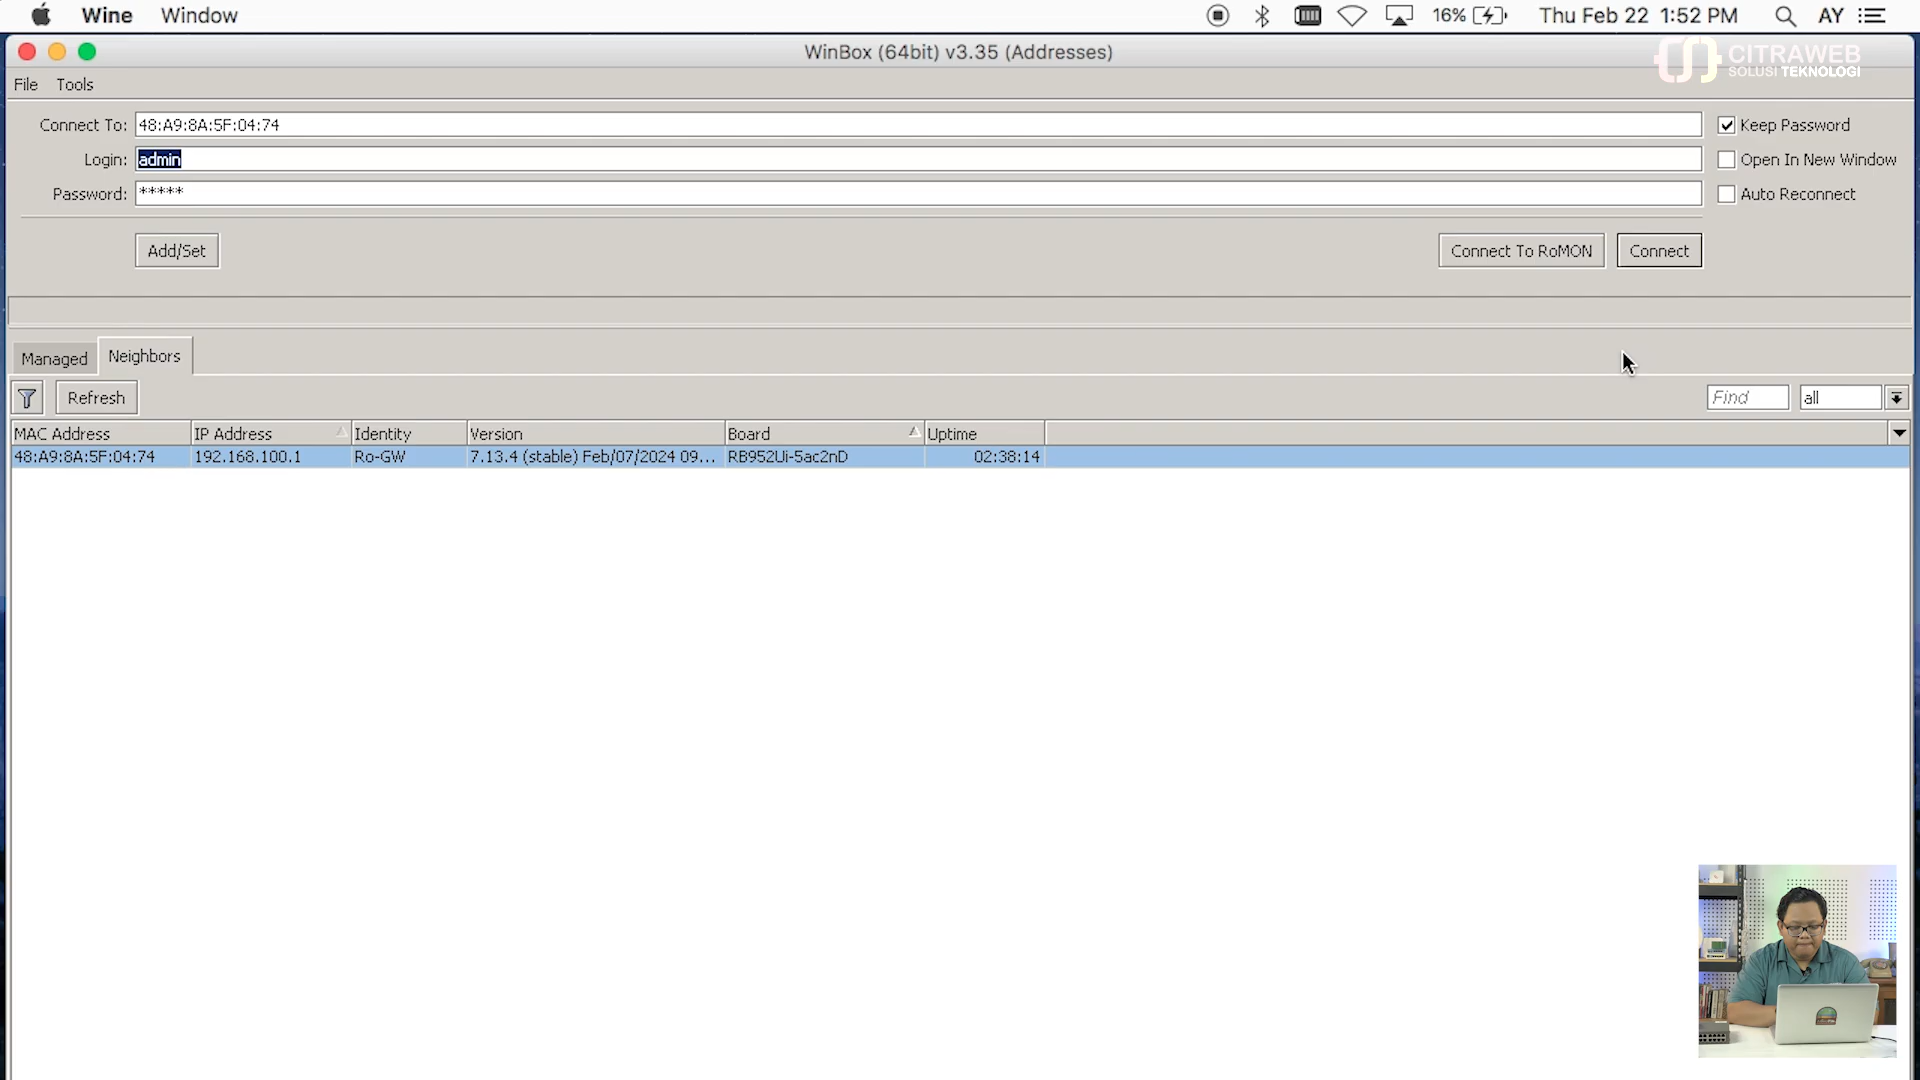 Wine Window 16% Thu Feb 22 1:52 PM AY
WinBox (64bit) v3.35 (Addresses)
CITRAWEB
SOLUSI TEKNOLOGI
File Tools
Connect To: 48:A9:8A:5F:04:74 Keep Password
Login: admin Open In New Window
Password: ***** Auto Reconnect
Add/Set Connect To RoMON Connect
Managed Neighbors
Refresh Find all
MAC Address IP Address Identity Version Board Uptime
48:A9:8A:5F:04:74 192.168.100.1 Ro-GW 7.13.4 (stable) Feb/07/2024 09... RB952Ui-5ac2nD 02:38:14